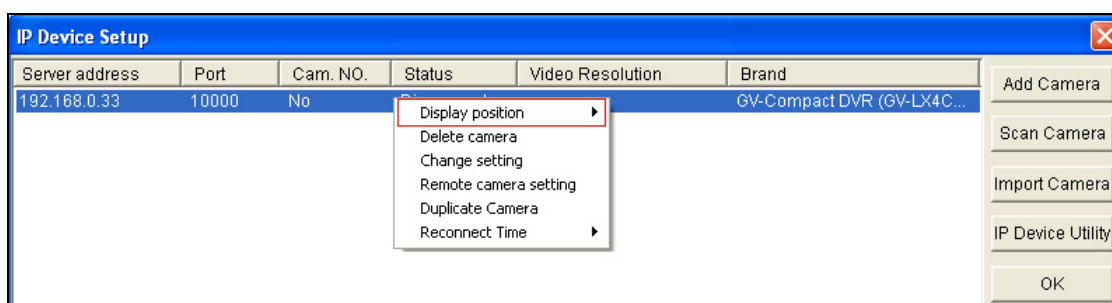 IP Device Setup
Server address Port Cam. NO. Status Video Resolution Brand
192.168.0.33 10000 No GV-Compact DVR (GV-LX4C...
Display position
Delete camera
Change setting
Remote camera setting
Duplicate Camera
Reconnect Time
Add Camera
Scan Camera
Import Camera
IP Device Utility
OK